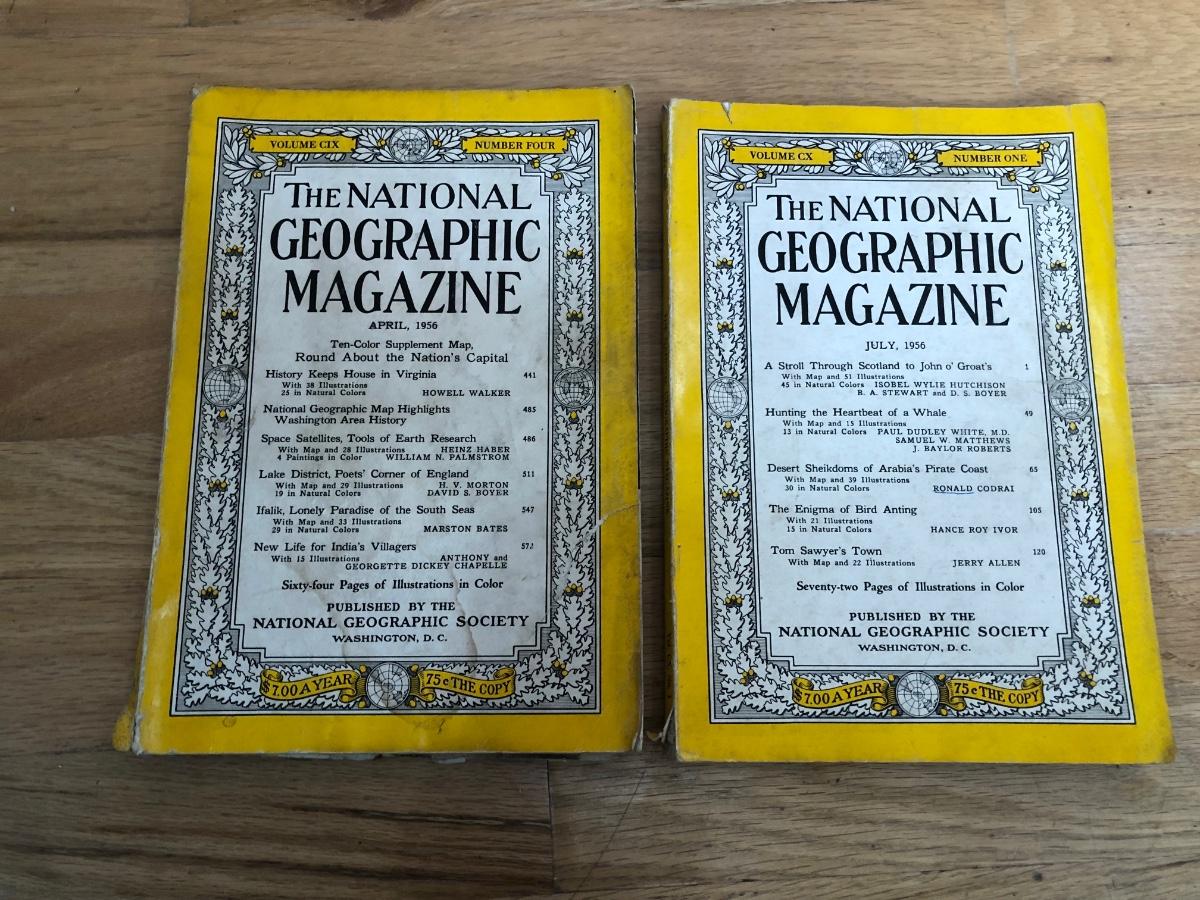 VOLUME CIX
NUMBER FOUR
THE NATIONAL
GEOGRAPHIC
MAGAZINE
APRIL, 1956
Ten-Color Supplement Map,
Round About the Nation's Capital
History Keeps House in Virginia 441
With 38 Illustrations
25 in Natural Colors HOWELL WALKER
National Geographic Map Highlights 485
Washington Area History
Space Satellites, Tools of Earth Research 486
With Map and 28 Illustrations HEINZ HABER
4 Paintings in Color WILLIAM N. PALMSTROM
Lake District, Poets' Corner of England 511
With Map and 29 Illustrations H. V. MORTON
19 in Natural Colors DAVID S. BOYER
Ifalik, Lonely Paradise of the South Seas 547
With Map and 33 Illustrations
29 in Natural Colors MARSTON BATES
New Life for India's Villagers 572
With 15 Illustrations ANTHONY and
GEORGETTE DICKEY CHAPELLE
Sixty-four Pages of Illustrations in Color
PUBLISHED BY THE
NATIONAL GEOGRAPHIC SOCIETY
WASHINGTON, D. C.
$7.00 A YEAR
75c THE COPY
VOLUME CX
NUMBER ONE
THE NATIONAL
GEOGRAPHIC
MAGAZINE
JULY, 1956
A Stroll Through Scotland to John o' Groat's 1
With Map and 51 Illustrations
45 in Natural Colors ISOBEL WYLIE HUTCHISON
B. A. STEWART and D. S. BOYER
Hunting the Heartbeat of a Whale 49
With Map and 15 Illustrations
13 in Natural Colors PAUL DUDLEY WHITE, M.D.
SAMUEL W. MATTHEWS
J. BAYLOR ROBERTS
Desert Sheikdoms of Arabia's Pirate Coast 65
With Map and 39 Illustrations
30 in Natural Colors RONALD CODRAI
The Enigma of Bird Anting 105
With 21 Illustrations
15 in Natural Colors HANCE ROY IVOR
Tom Sawyer's Town 120
With Map and 22 Illustrations JERRY ALLEN
Seventy-two Pages of Illustrations in Color
PUBLISHED BY THE
NATIONAL GEOGRAPHIC SOCIETY
WASHINGTON, D. C.
$7.00 A YEAR
75c THE COPY